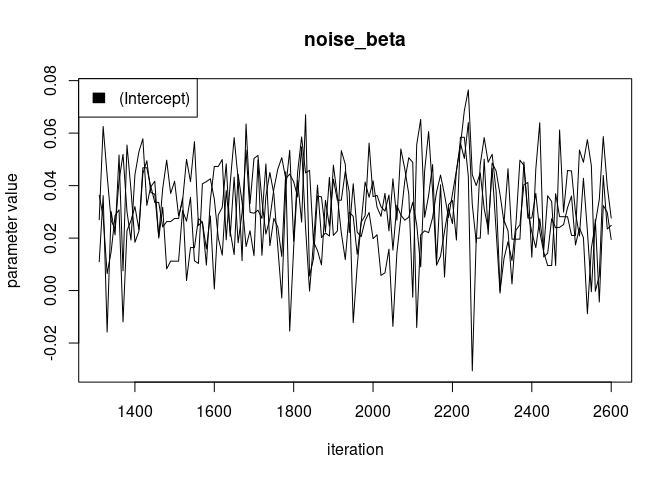 noise_beta
(Intercept)
parameter value
-0.02 0.00 0.02 0.04 0.06 0.08
1400 1600 1800 2000 2200 2400 2600
iteration